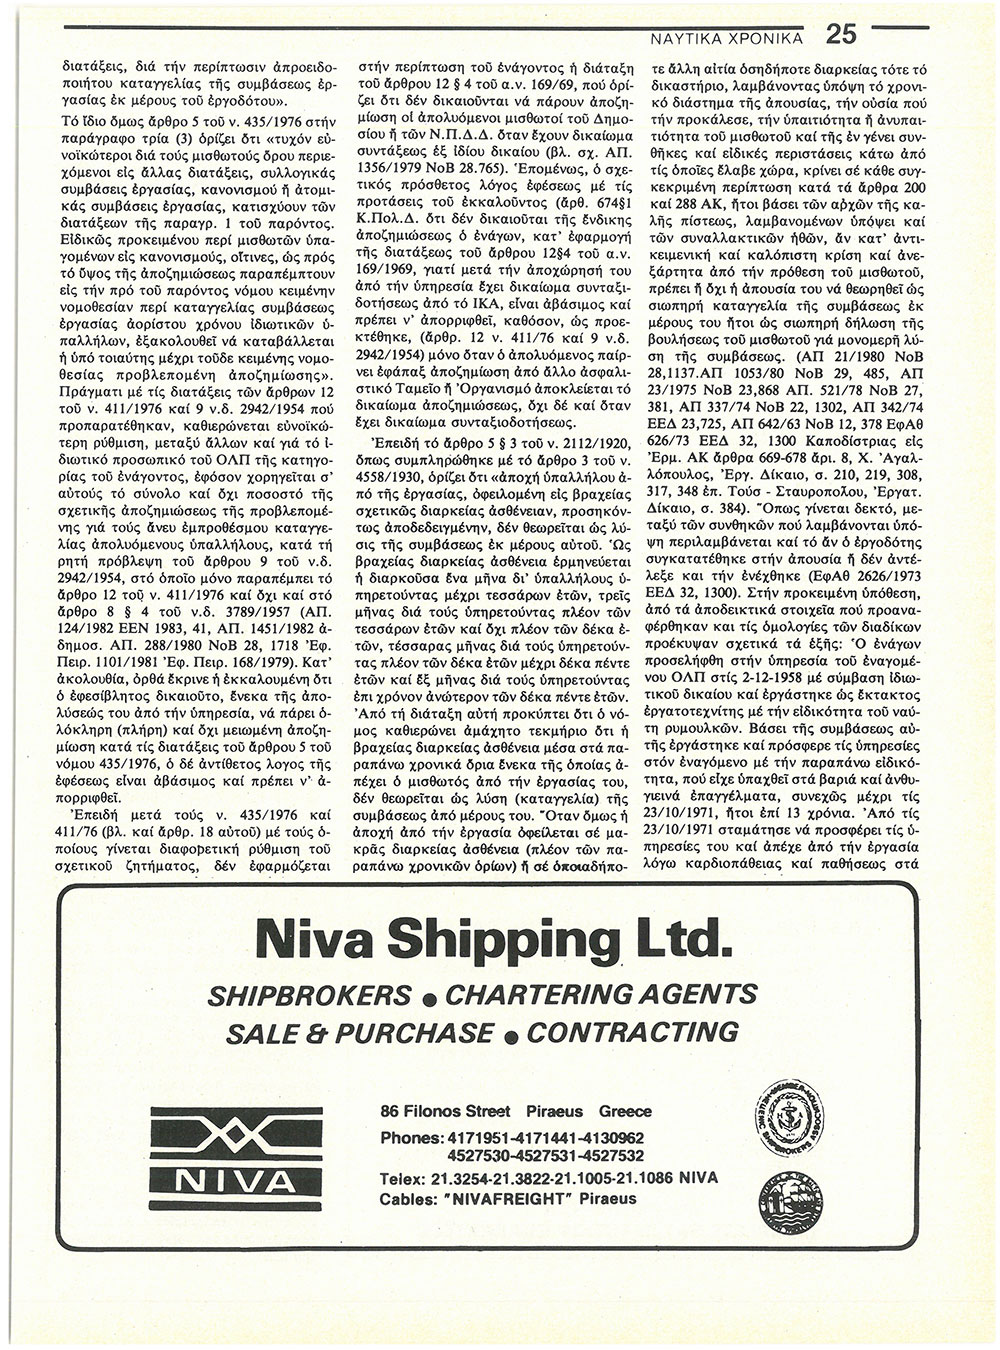 ΝΑΥΤΙΚΑ ΧΡΟΝΙΚΑ 25
διατάξεις, διά τήν περίπτωσιν ἀπροειδο-
ποιήτου καταγγελίας τῆς συμβάσεως ἐρ-
γασίας ἐκ μέρους τοῦ ἐργοδότου».
Τό ἴδιο ὅμως ἄρθρο 5 τοῦ ν. 435/1976 στήν
παράγραφο τρία (3) ὁρίζει ὅτι «τυχόν εὐ-
νοϊκώτεροι διά τούς μισθωτούς ὅρου περιε-
χόμενοι εἰς ἄλλας διατάξεις, συλλογικάς
συμβάσεις ἐργασίας, κανονισμού ἤ ἀτομι-
κάς συμβάσεις ἐργασίας, κατισχύουν τῶν
διατάξεων τῆς παραγρ. 1 τοῦ παρόντος.
Εἰδικῶς προκειμένου περί μισθωτῶν ὑπα-
γομένων εἰς κανονισμούς, οἵτινες, ὡς πρός
τό ὕψος τῆς ἀποζημιώσεως παραπέμπτουν
εἰς τήν πρό τοῦ παρόντος νόμου κειμένην
νομοθεσίαν περί καταγγελίας συμβάσεως
ἐργασίας ἀορίστου χρόνου ἰδιωτικῶν ὑ-
παλλήλων, ἐξακολουθεῖ νά καταβάλλεται
ἡ ὑπό τοιαύτης μέχρι τοῦδε κειμένης νομο-
θεσίας προβλεπομένη ἀποζημίωσης».
Πράγματι μέ τίς διατάξεις τῶν ἄρθρων 12
τοῦ ν. 411/1976 καί 9 ν.δ. 2942/1954 πού
προπαρατέθηκαν, καθιερώνεται εὐνοϊκώ-
τερη ρύθμιση, μεταξύ ἄλλων καί γιά τό ἰ-
διωτικό προσωπικό τοῦ ΟΛΠ τῆς κατηγο-
ρίας τοῦ ἐνάγοντος, ἐφόσον χορηγεῖται σ'
αὐτούς τό σύνολο καί ὄχι ποσοστό τῆς
σχετικῆς ἀποζημιώσεως τῆς προβλεπομέ-
νης γιά τούς ἄνευ ἐμπροθέσμου καταγγε-
λίας ἀπολυόμενους ὑπαλλήλους, κατά τή
ρητή πρόβλεψη τοῦ ἄρθρου 9 τοῦ ν.δ.
2942/1954, στό ὁποῖο μόνο παραπέμπει τό
ἄρθρο 12 τοῦ ν. 411/1976 καί ὄχι καί στό
ἄρθρο 8 § 4 τοῦ ν.δ. 3789/1957 (ΑΠ.
124/1982 ΕΕΝ 1983, 41, ΑΠ. 1451/1982 ἀ-
δημοσ. ΑΠ. 288/1980 ΝοΒ 28, 1718 Ἐφ.
Πειρ. 1101/1981 Ἐφ. Πειρ. 168/1979). Κατ'
ἀκολουθία, ὀρθά ἔκρινε ἡ ἐκκαλουμένη ὅτι
ὁ ἐφεσίβλητος δικαιοῦτο, ἕνεκα τῆς ἀπο-
λύσεώς του ἀπό τήν ὑπηρεσία, νά πάρει ὁ-
λόκληρη (πλήρη) καί ὄχι μειωμένη ἀποζη-
μίωση κατά τίς διατάξεις τοῦ ἄρθρου 5 τοῦ
νόμου 435/1976, ὁ δέ ἀντίθετος λογος τῆς
ἐφέσεως εἶναι ἀβάσιμος καί πρέπει ν' ἀ-
πορριφθεῖ.
Ἐπειδή μετά τούς ν. 435/1976 καί
411/76 (βλ. καί ἄρθρ. 18 αὐτοῦ) μέ τούς ὁ-
ποίους γίνεται διαφορετική ρύθμιση τοῦ
σχετικοῦ ζητήματος, δέν ἐφαρμόζεται
στήν περίπτωση τοῦ ἐνάγοντος ἡ διάταξη
τοῦ ἄρθρου 12 § 4 τοῦ α.ν. 169/69, πού ὁρί-
ζει ὅτι δέν δικαιοῦνται νά πάρουν ἀποζη-
μίωση οἱ ἀπολυόμενοι μισθωτοί τοῦ Δημο-
σίου ἤ τῶν Ν.Π.Δ.Δ. ὅταν ἔχουν δικαίωμα
συντάξεως ἐξ ἰδίου δικαίου (βλ. σχ. ΑΠ.
1356/1979 ΝοΒ 28.765). Ἑπομένως, ὁ σχε-
τικός πρόσθετος λόγος ἐφέσεως μέ τίς
προτάσεις τοῦ ἐκκαλοῦντος (ἄρθ. 674§1
Κ.Πολ.Δ. ὅτι δέν δικαιοῦται τῆς ἔνδικης
ἀποζημιώσεως ὁ ἐνάγων, κατ' ἐφαρμογή
τῆς διατάξεως τοῦ ἄρθρου 12§4 τοῦ α.ν.
169/1969, γιατί μετά τήν ἀποχώρησή του
ἀπό τήν ὑπηρεσία ἔχει δικαίωμα συνταξι-
δοτήσεως ἀπό τό ΙΚΑ, εἶναι ἀβάσιμος καί
πρέπει ν' ἀπορριφθεῖ, καθόσον, ὡς προε-
κτέθηκε, (ἄρθρ. 12 ν. 411/76 καί 9 ν.δ.
2942/1954) μόνο ὅταν ὁ ἀπολυόμενος παίρ-
νει ἐφάπαξ ἀποζημίωση ἀπό ἄλλο ἀσφαλι-
στικό Ταμεῖο ἤ Ὀργανισμό ἀποκλείεται τό
δικαίωμα ἀποζημιώσεως, ὄχι δέ καί ὅταν
ἔχει δικαίωμα συνταξιοδοτήσεως.
Ἐπειδή τό ἄρθρο 5 § 3 τοῦ ν. 2112/1920,
ὅπως συμπληρώθηκε μέ τό ἄρθρο 3 τοῦ ν.
4558/1930, ὁρίζει ὅτι «ἀποχή ὑπαλλήλου ἀ-
πό τῆς ἐργασίας, ὀφειλομένη εἰς βραχείας
σχετικῶς διαρκείας ἀσθένειαν, προσηκόν-
τως ἀποδεδειγμένην, δέν θεωρεῖται ὡς λύ-
σις τῆς συμβάσεως ἐκ μέρους αὐτοῦ. Ὡς
βραχείας διαρκείας ἀσθένεια ἑρμηνεύεται
ἡ διαρκοῦσα ἕνα μῆνα δι' ὑπαλλήλους ὑ-
πηρετούντας μέχρι τεσσάρων ἐτῶν, τρεῖς
μῆνας διά τούς ὑπηρετούντας πλέον τῶν
τεσσάρων ἐτῶν καί ὄχι πλέον τῶν δέκα ἐ-
τῶν, τέσσαρας μῆνας διά τούς ὑπηρετούν-
τας πλέον τῶν δέκα ἐτῶν μέχρι δέκα πέντε
ἐτῶν καί ἕξ μῆνας διά τούς ὑπηρετούντας
ἐπι χρόνον ἀνώτερον τῶν δέκα πέντε ἐτῶν.
Ἀπό τή διάταξη αὐτή προκύπτει ὅτι ὁ νό-
μος καθιερώνει ἀμάχητο τεκμήριο ὅτι ἡ
βραχείας διαρκείας ἀσθένεια μέσα στά πα-
ραπάνω χρονικά ὅρια ἕνεκα τῆς ὁποίας ἀ-
πέχει ὁ μισθωτός ἀπό τήν ἐργασίας του,
δέν θεωρεῖται ὡς λύση (καταγγελία) τῆς
συμβάσεως ἀπό μέρους του. Ὅταν ὅμως ἡ
ἀποχή ἀπό τήν ἐργασία ὀφείλεται σέ μα-
κρᾶς διαρκείας ἀσθένεια (πλέον τῶν πα-
ραπάνω χρονικῶν ὁρίων) ἤ σέ ὁποιαδήπο-
τε ἄλλη αἰτία ὁσηδήποτε διαρκείας τότε τό
δικαστήριο, λαμβάνοντας ὑπόψη τό χρονι-
κό διάστημα τῆς ἀπουσίας, τήν οὐσία πού
τήν προκάλεσε, τήν ὑπαιτιότητα ἤ ἀνυπαι-
τιότητα τοῦ μισθωτοῦ καί τῆς ἐν γένει συν-
θῆκες καί εἰδικές περιστάσεις κάτω ἀπό
τίς ὁποῖες ἔλαβε χώρα, κρίνει σέ κάθε συγ-
κεκριμένη περίπτωση κατά τά ἄρθρα 200
καί 288 ΑΚ, ἤτοι βάσει τῶν αρχῶν τῆς κα-
λῆς πίστεως, λαμβανομένων ὑπόψει καί
τῶν συναλλακτικῶν ἠθῶν, ἄν κατ' ἀντι-
κειμενική καί καλόπιστη κρίση καί ἀνε-
ξάρτητα ἀπό τήν πρόθεση τοῦ μισθωτοῦ,
πρέπει ἤ ὄχι ἡ ἀπουσία του νά θεωρηθεῖ ὡς
σιωπηρή καταγγελία τῆς συμβάσεως ἐκ
μέρους του ἤτοι ὡς σιωπηρή δήλωση τῆς
βουλήσεως τοῦ μισθωτοῦ γιά μονομερῆ λύ-
ση τῆς συμβάσεως. (ΑΠ 21/1980 ΝοΒ
28,1137.ΑΠ 1053/80 ΝοΒ 29, 485, ΑΠ
23/1975 ΝοΒ 23,868 ΑΠ. 521/78 ΝοΒ 27,
381, ΑΠ 337/74 ΝοΒ 22, 1302, ΑΠ 342/74
ΕΕΔ 23,725, ΑΠ 642/63 ΝοΒ 12, 378 ΕφΑθ
626/73 ΕΕΔ 32, 1300 Καποδίστριας εἰς
Ἑρμ. ΑΚ ἄρθρα 669-678 ἄρι. 8, Χ. Ἀγαλ-
λόπουλος, Ἐργ. Δίκαιο, σ. 210, 219, 308,
317, 348 ἐπ. Τούσ - Σταυροπολου, Ἐργατ.
Δίκαιο, σ. 384). Ὅπως γίνεται δεκτό, με-
ταξύ τῶν συνθηκῶν πού λαμβάνονται ὑπό-
ψη περιλαμβάνεται καί τό ἄν ὁ ἐργοδότης
συγκατατέθηκε στήν ἀπουσία ἤ δέν ἀντέ-
λεξε και τήν ἐνέχθηκε (ΕφΑθ 2626/1973
ΕΕΔ 32, 1300). Στήν προκειμένη ὑπόθεση,
ἀπό τά ἀποδεικτικά στοιχεῖα πού προανα-
φέρθηκαν και τίς ὁμολογίες τῶν διαδίκων
προέκυψαν σχετικά τά ἑξῆς: Ὁ ἐνάγων
προσελήφθη στήν ὑπηρεσία τοῦ ἐναγομέ-
νου ΟΛΠ στίς 2-12-1958 μέ σύμβαση ἰδιω-
τικοῦ δικαίου καί ἐργάστηκε ὡς ἔκτακτος
ἐργατοτεχνίτης μέ τήν εἰδικότητα τοῦ ναύ-
τη ρυμουλκῶν. Βάσει τῆς συμβάσεως αὐ-
τῆς ἐργάστηκε καί πρόσφερε τίς ὑπηρεσίες
στόν ἐναγόμενο μέ τήν παραπάνω εἰδικό-
τητα, πού εἶχε ὑπαχθεῖ στά βαριά καί ἀνθυ-
γιεινά ἐπαγγέλματα, συνεχῶς μέχρι τίς
23/10/1971, ἤτοι ἐπί 13 χρόνια. Ἀπό τίς
23/10/1971 σταμάτησε νά προσφέρει τίς ὑ-
πηρεσίες του καί ἀπέχε ἀπό τήν ἐργασία
λόγω καρδιοπάθειας καί παθήσεως στά
Niva Shipping Ltd.
SHIPBROKERS ● CHARTERING AGENTS
SALE & PURCHASE ● CONTRACTING
NIVA
86 Filonos Street Piraeus Greece
Phones: 4171951-4171441-4130962
4527530-4527531-4527532
Telex: 21.3254-21.3822-21.1005-21.1086 NIVA
Cables: "NIVAFREIGHT" Piraeus
MEMBER HELLENIC SHIPBROKERS ASSOCIATION